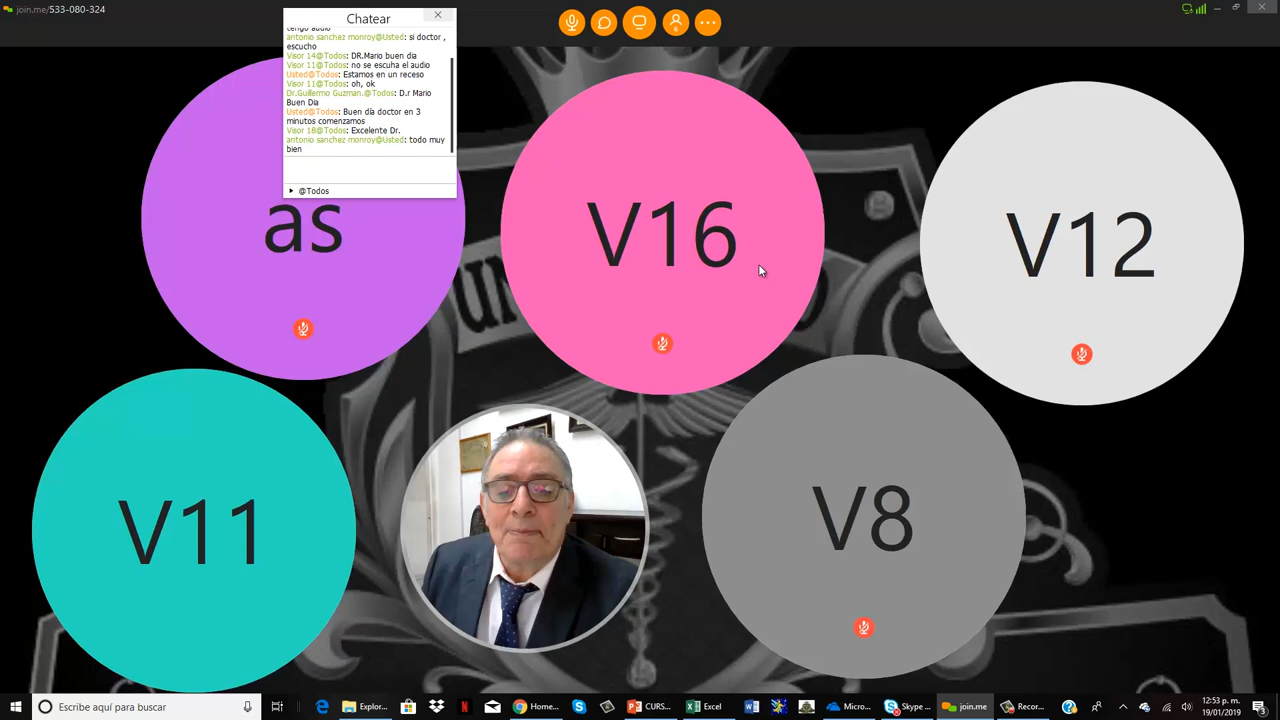 join.me/533-080-324
Chatear
tengo audio
antonio sanchez monroy@Usted: si doctor ,
escucho
Visor 14@Todos: DR.Mario buen dia
Visor 11@Todos: no se escuha el audio
Usted@Todos: Estamos en un receso
Visor 11@Todos: oh, ok
Dr.Guillermo Guzman.@Todos: D.r Mario
Buen Dia
Usted@Todos: Buen día doctor en 3
minutos comenzamos
Visor 18@Todos: Excelente Dr.
antonio sanchez monroy@Usted: todo muy
bien
@Todos
6
as
V16
V12
V11
V8
Escribe aquí para buscar
Explor...
Home...
CURS...
Excel
Micro...
Skype ...
join.me
Recor...
12:53 p. m.
19/01/2019